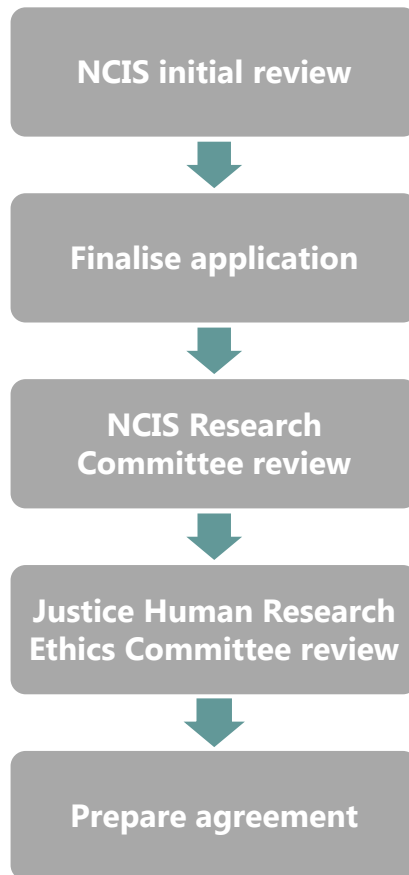 NCIS initial review
Finalise application
NCIS Research
Committee review
Justice Human Research
Ethics Committee review
Prepare agreement